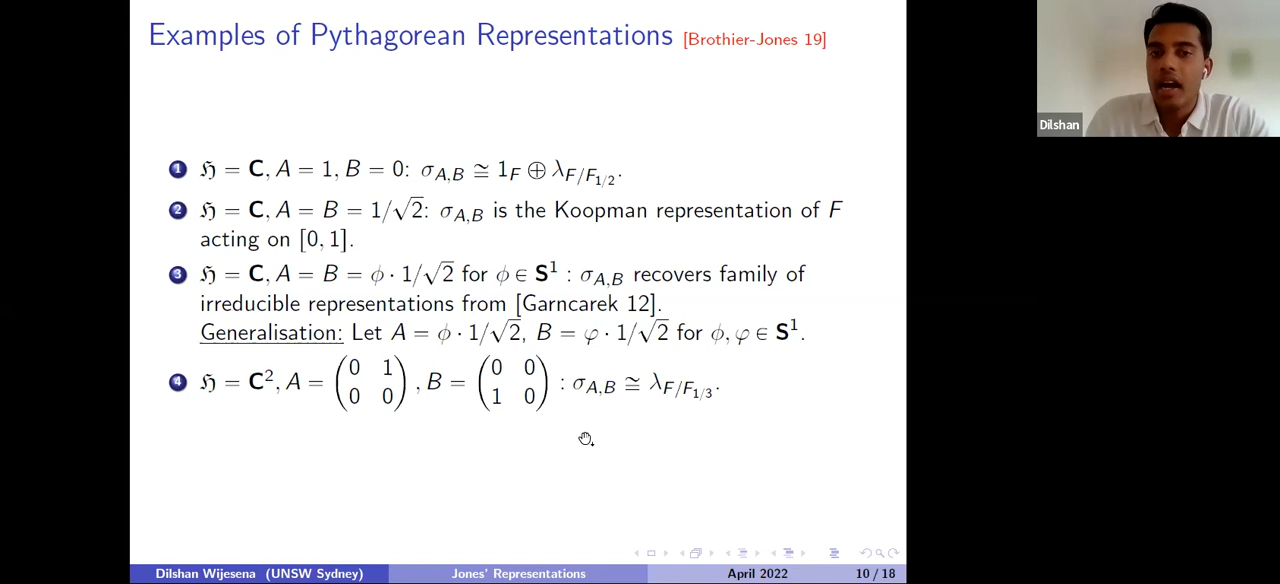 Examples of Pythagorean Representations [Brothier-Jones 19]
1 ℌ = C, A = 1, B = 0: σ_{A,B} ≅ 1_F ⊕ λ_{F/F_{1/2}}.
2 ℌ = C, A = B = 1/√2: σ_{A,B} is the Koopman representation of F
acting on [0, 1].
3 ℌ = C, A = B = ϕ · 1/√2 for ϕ ∈ S¹ : σ_{A,B} recovers family of
irreducible representations from [Garncarek 12].
Generalisation: Let A = ϕ · 1/√2, B = φ · 1/√2 for ϕ, φ ∈ S¹.
4 ℌ = C², A = (0 1 0 0), B = (0 0 1 0) : σ_{A,B} ≅ λ_{F/F_{1/3}}.
Dilshan
Dilshan Wijesena (UNSW Sydney) Jones' Representations April 2022 10 / 18